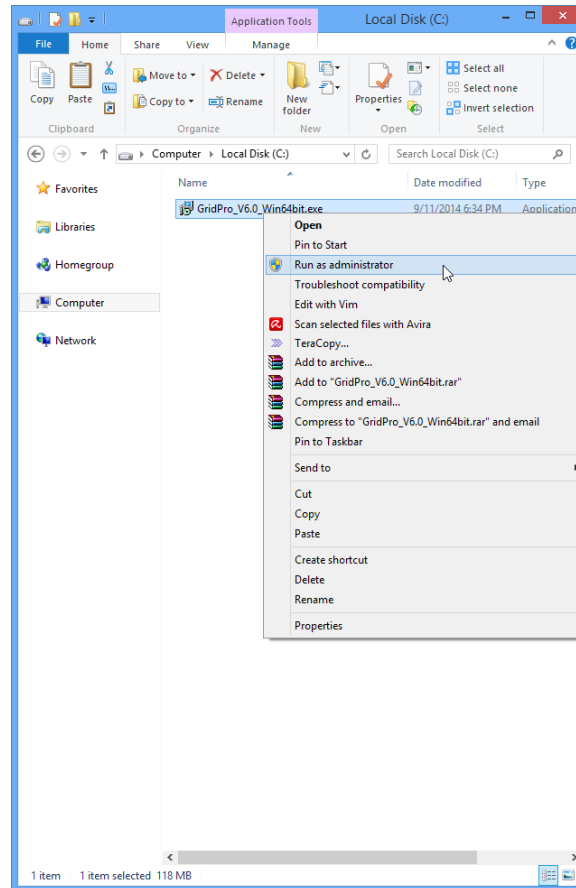 Application Tools
Local Disk (C:)
File Home Share View Manage
Copy
Paste
Move to
Copy to
Delete
Rename
New
folder
Properties
Select all
Select none
Invert selection
Clipboard Organize New Open Select
Computer Local Disk (C:)
Search Local Disk (C:)
Favorites
Libraries
Homegroup
Computer
Network
Name Date modified Type
GridPro_V6.0_Win64bit.exe 9/11/2014 6:34 PM Application
Open
Pin to Start
Run as administrator
Troubleshoot compatibility
Edit with Vim
Scan selected files with Avira
TeraCopy...
Add to archive...
Add to "GridPro_V6.0_Win64bit.rar"
Compress and email...
Compress to "GridPro_V6.0_Win64bit.rar" and email
Pin to Taskbar
Send to
Cut
Copy
Paste
Create shortcut
Delete
Rename
Properties
1 item 1 item selected 118 MB